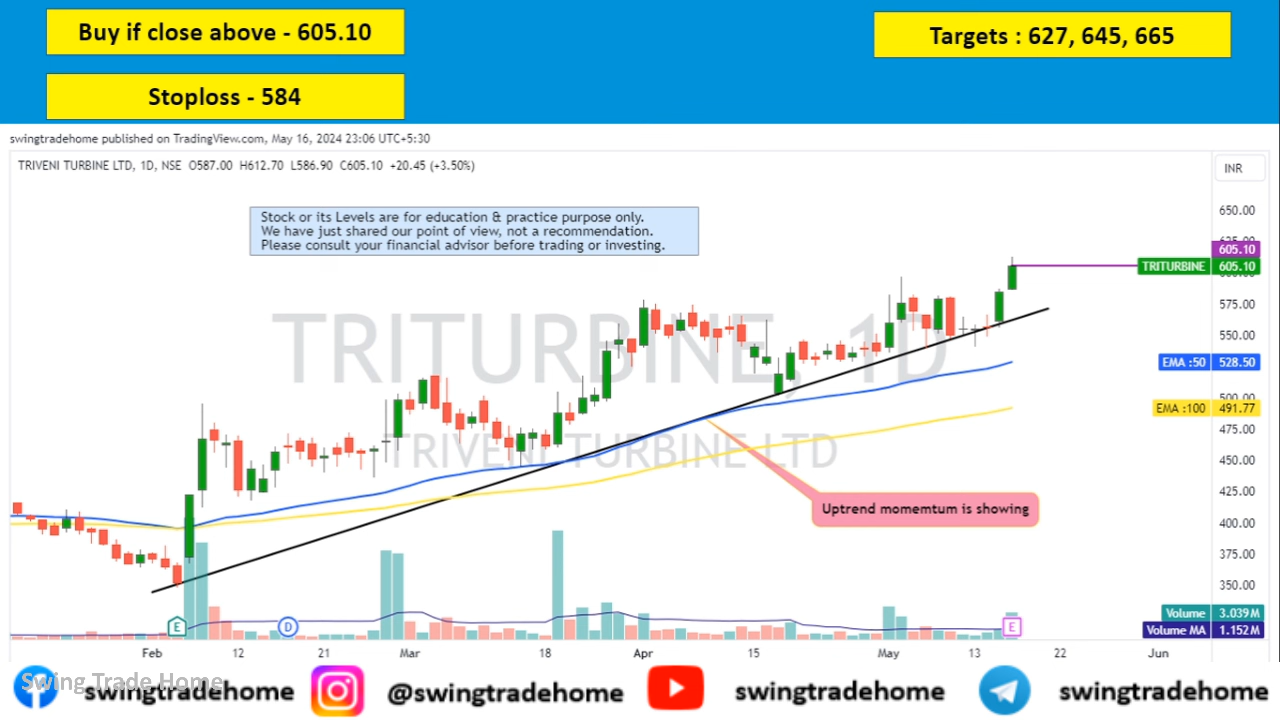 Buy if close above - 605.10
Targets : 627, 645, 665
Stoploss - 584
swingtradehome published on TradingView.com, May 16, 2024 23:06 UTC+5:30
TRIVENI TURBINE LTD, 1D, NSE O587.00 H612.70 L586.90 C605.10 +20.45 (+3.50%)
INR
Stock or its Levels are for education & practice purpose only.
We have just shared our point of view, not a recommendation.
Please consult your financial advisor before trading or investing.
650.00
605.10
TRITURBINE 605.10
575.00
550.00
TRITURBINE, 1D
EMA :50 528.50
500.00
EMA :100 491.77
475.00
TRIVENI TURBINE LTD
450.00
425.00
Uptrend momemtum is showing
400.00
375.00
350.00
Volume 3.039M
E D E
Volume MA 1.152M
Feb 12 21 Mar 18 Apr 15 May 13 22 Jun
Swing Trade Home
swingtradehome @swingtradehome swingtradehome swingtradehome